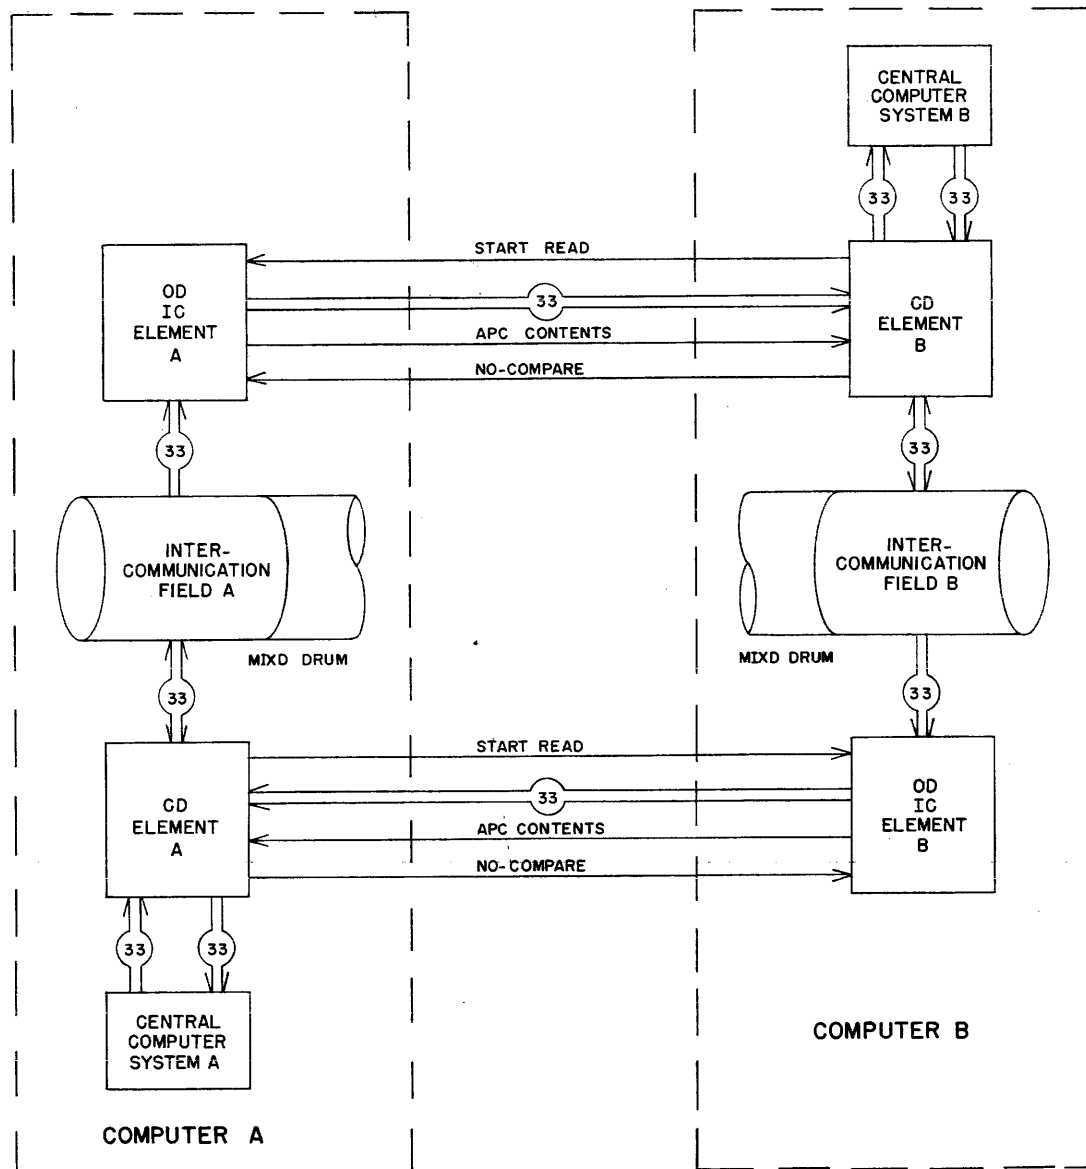 CENTRAL
COMPUTER
SYSTEM B
33
33
START READ
OD
IC
ELEMENT
A
33
CD
ELEMENT
B
APC CONTENTS
NO-COMPARE
33
33
INTER-
COMMUNICATION
FIELD A
INTER-
COMMUNICATION
FIELD B
MIXD DRUM
MIXD DRUM
33
33
START READ
CD
ELEMENT
A
33
OD
IC
ELEMENT
B
APC CONTENTS
NO-COMPARE
33
33
CENTRAL
COMPUTER
SYSTEM A
COMPUTER B
COMPUTER A